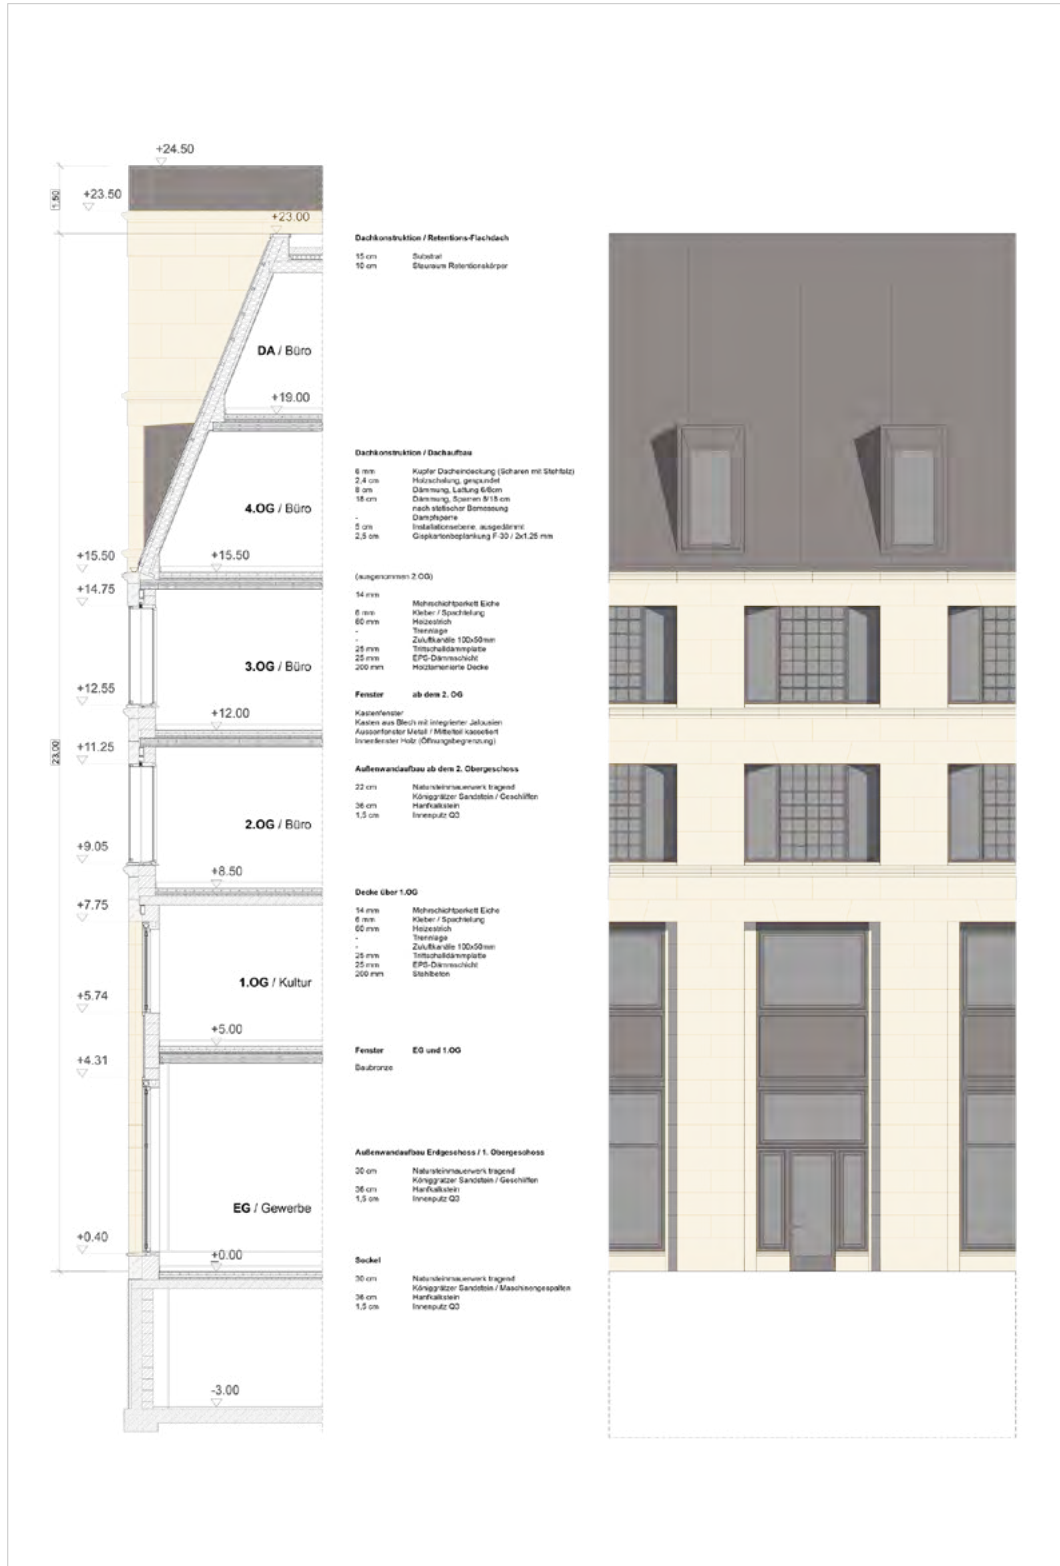 +24.50
1.50
+23.50
+23.00
DA / Büro
+19.00
4.OG / Büro
+15.50
+15.50
+14.75
3.OG / Büro
+12.55
+12.00
23.00
+11.25
2.OG / Büro
+9.05
+8.50
+7.75
1.OG / Kultur
+5.74
+5.00
+4.31
EG / Gewerbe
+0.40
+0.00
-3.00
Dachkonstruktion / Retentions-Flachdach
15 cm Substrat
10 cm Stauraum Retentionskörper
Dachkonstruktion / Dachaufbau
6 mm Kupfer Dacheindeckung (Scharen mit Stehfalz)
2,4 cm Holzschalung, gespundet
8 cm Dämmung, Lattung 6/8cm
18 cm Dämmung, Sparren 8/18 cm
nach statischer Bemessung
- Dampfsperre
5 cm Installationsebene, ausgedämmt
2,5 cm Gipskartonbeplankung F-30 / 2x1.25 mm
(ausgenommen 2.OG)
14 mm
Mehrschichtparkett Eiche
6 mm Kleber / Spachtelung
60 mm Heizestrich
- Trennlage
- Zuluftkanäle 100x50mm
25 mm Trittschalldämmplatte
25 mm EPS-Dämmschicht
200 mm Holzlamenierte Decke
Fenster ab dem 2. OG
Kastenfenster
Kasten aus Blech mit integrierter Jalousien
Aussenfenster Metall / Mittelteil kassetiert
Innenfenster Holz (Öffnungsbegrenzung)
Außenwandaufbau ab dem 2. Obergeschoss
22 cm Natursteinmauerwerk tragend
Königgrätzer Sandstein / Geschliffen
36 cm Hanfkalkstein
1,5 cm Innenputz Q3
Decke über 1.OG
14 mm Mehrschichtparkett Eiche
6 mm Kleber / Spachtelung
60 mm Heizestrich
- Trennlage
- Zuluftkanäle 100x50mm
25 mm Trittschalldämmplatte
25 mm EPS-Dämmschicht
200 mm Stahlbeton
Fenster EG und 1.OG
Baubronze
Außenwandaufbau Erdgeschoss / 1. Obergeschoss
30 cm Natursteinmauerwerk tragend
Königgratzer Sandstein / Geschliffen
36 cm Hanfkalkstein
1,5 cm Innenputz Q3
Sockel
30 cm Natursteinmauerwerk tragend
Königgrätzer Sandstein / Maschinengespalten
36 cm Hanfkalkstein
1,5 cm Innenputz Q3